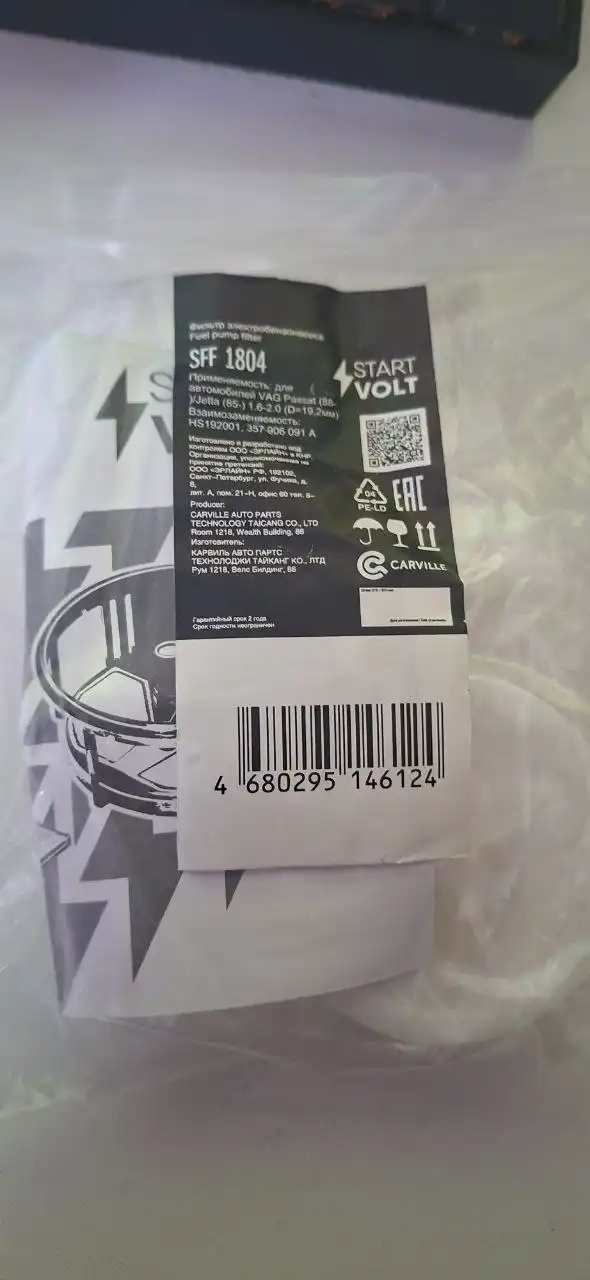 Фильтр электробензонасоса
Fuel pump filter
SFF 1804
Применяемость: для
автомобилей VAG Passat (88-
)/Jetta (85-) 1.6-2.0 (D=19,2мм)
Взаимозаменяемость:
HS192001, 357 906 091 A
Изготовлено и разработано под
контролем ООО «ЭРЛАЙН» в КНР.
Организация, уполномоченная на
принятие претензий:
ООО «ЭРЛАЙН» РФ, 192102,
Санкт-Петербург, ул. Фучика, д.
8,
лит. А, пом. 21-Н, офис 60 тел. 8-
Producer:
CARVILLE AUTO PARTS
TECHNOLOGY TAICANG CO., LTD
Room 1218, Wealth Building, 86
Изготовитель:
КАРВИЛЬ АВТО ПАРТС
ТЕХНОЛОДЖИ ТАЙКАНГ КО., ЛТД
Рум 1218, Велс Билдинг, 86
Гарантийный срок 2 года
Срок годности неограничен
START
VOLT
04
PE-LD
EAC
CARVILLE
4 680295 146124
S
V